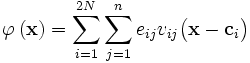 φ (x) = ∑_{i=1}^{2N} ∑_{j=1}^{n} e_{ij} v_{ij} (x − c_i)